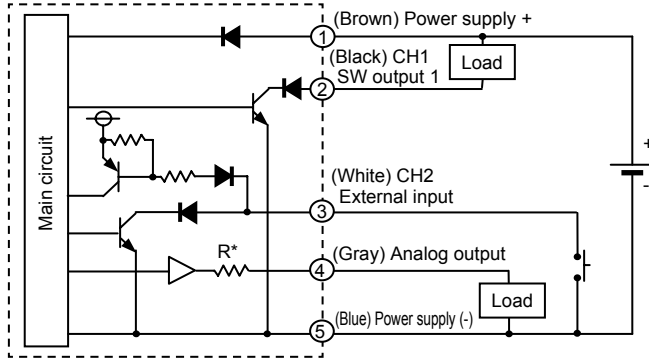 (Brown) Power supply +
1
(Black) CH1
SW output 1
Load
2
Main circuit
+
-
(White) CH2
External input
3
R*
(Gray) Analog output
4
Load
(Blue) Power supply (-)
5